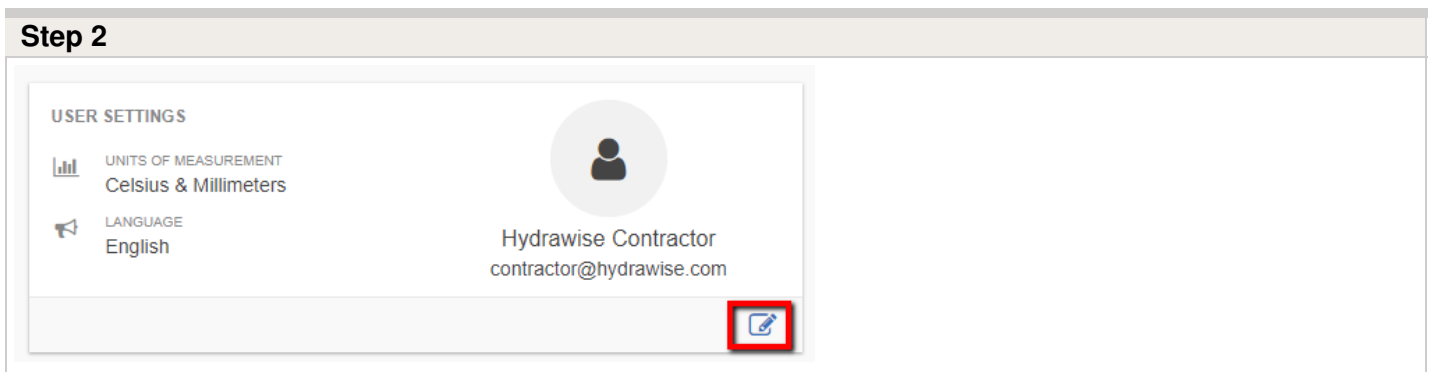 Step 2
USER SETTINGS
UNITS OF MEASUREMENT
Celsius & Millimeters
LANGUAGE
English
Hydrawise Contractor
contractor@hydrawise.com